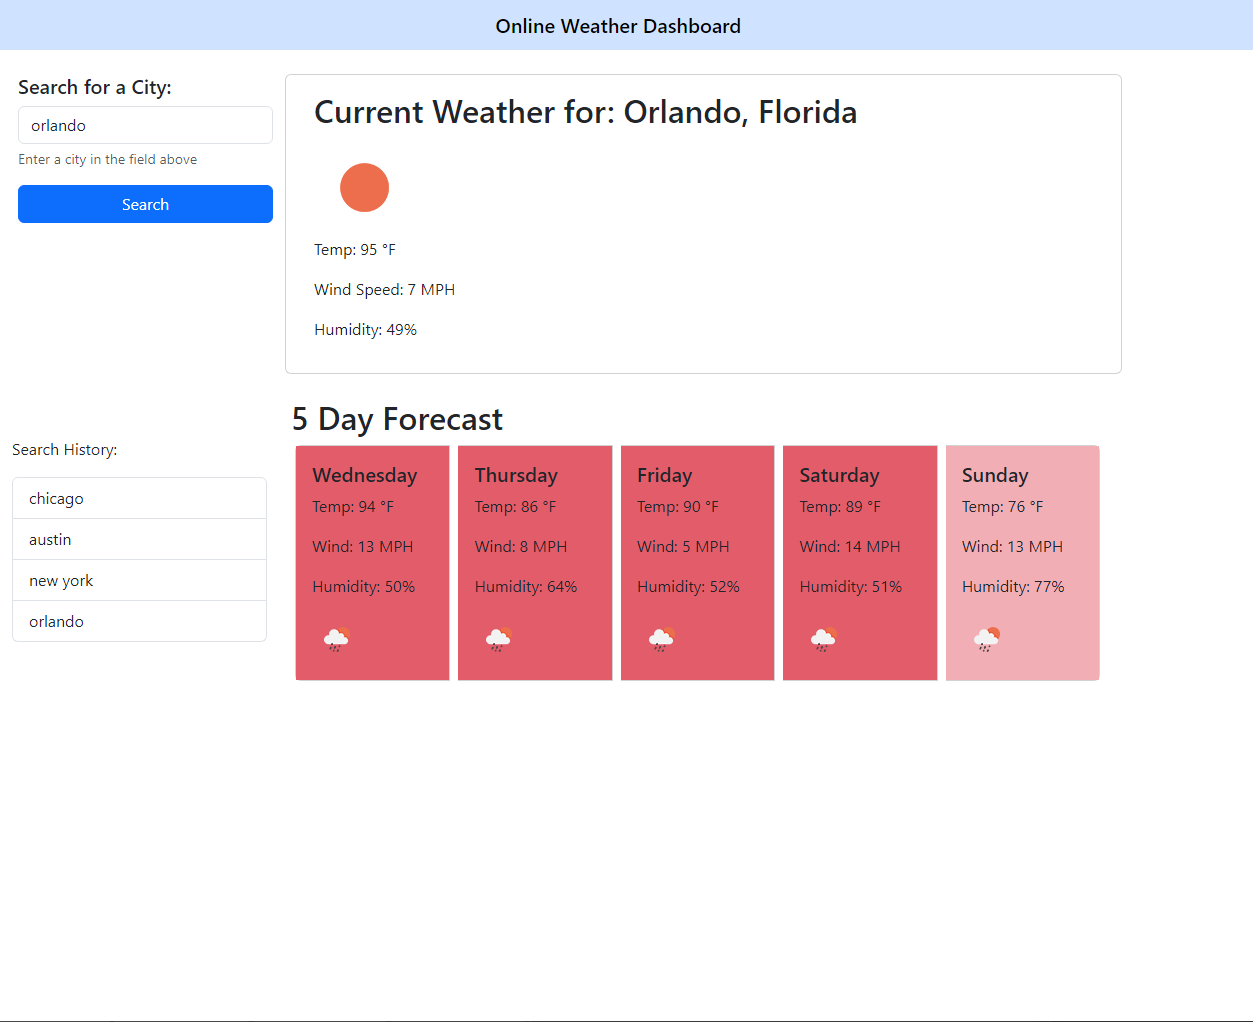 Online Weather Dashboard
Search for a City:
orlando
Enter a city in the field above
Search
Current Weather for: Orlando, Florida
Temp: 95 °F
Wind Speed: 7 MPH
Humidity: 49%
Search History:
chicago
austin
new york
orlando
5 Day Forecast
Wednesday
Temp: 94 °F
Wind: 13 MPH
Humidity: 50%
Thursday
Temp: 86 °F
Wind: 8 MPH
Humidity: 64%
Friday
Temp: 90 °F
Wind: 5 MPH
Humidity: 52%
Saturday
Temp: 89 °F
Wind: 14 MPH
Humidity: 51%
Sunday
Temp: 76 °F
Wind: 13 MPH
Humidity: 77%